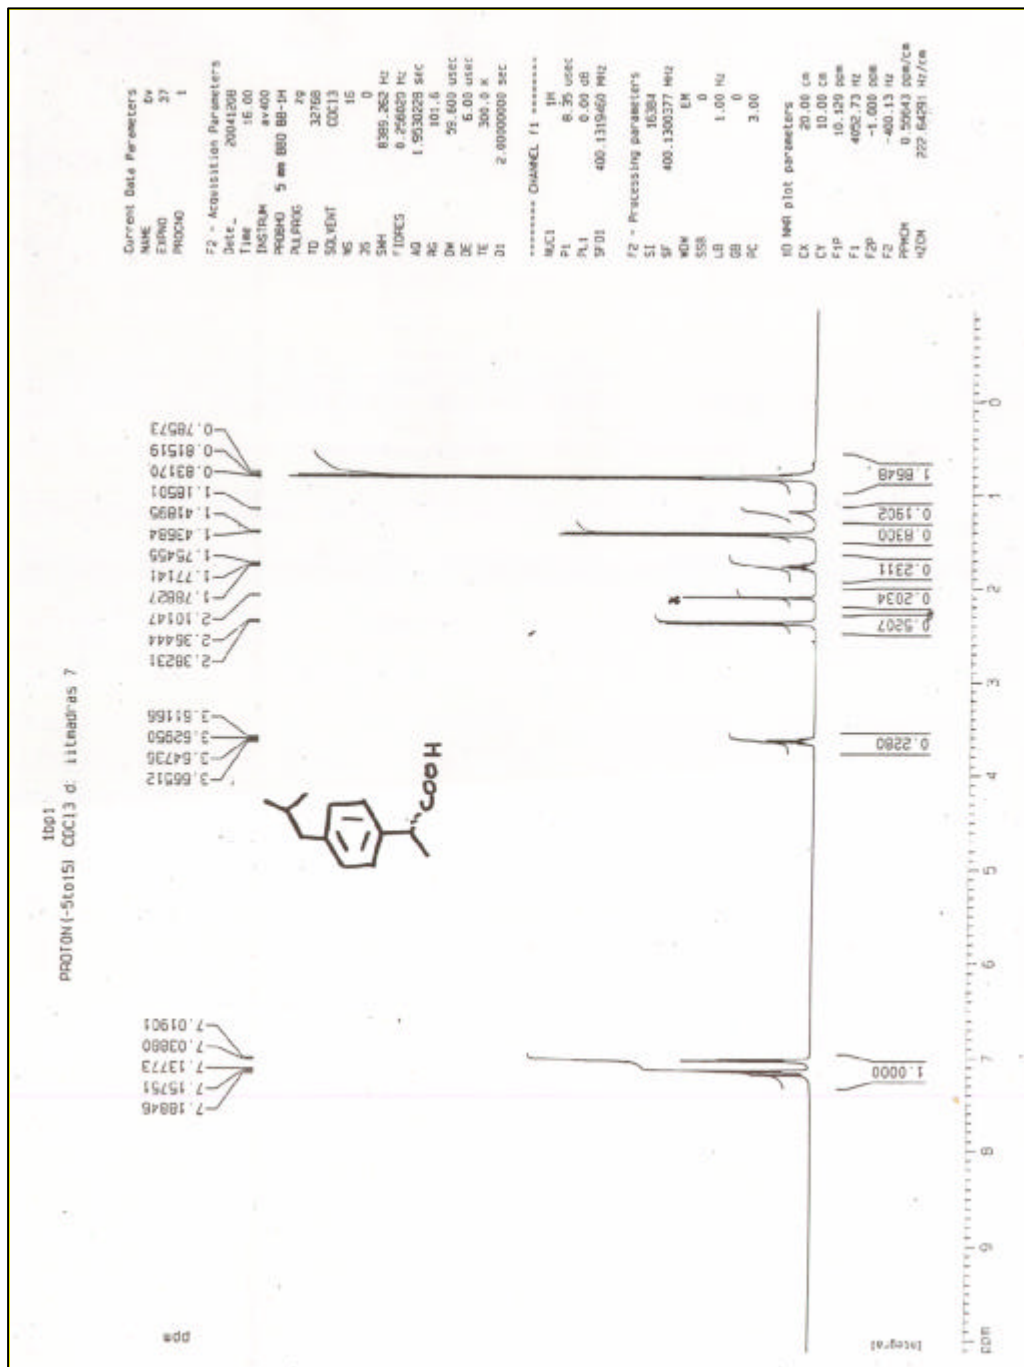 ibp1
PROTON(-5to15) CDCl3 d: iitmadras 7
ppm
7.18846
7.15751
7.13773
7.03880
7.01901
3.66512
3.64736
3.62950
3.61166
2.38231
2.36444
2.10147
1.78827
1.77141
1.75455
1.43684
1.41895
1.18501
0.83170
0.81519
0.78573
COOH
Current Data Parameters
NAME Dv
EXPNO 37
PROCNO 1
F2 - Acquisition Parameters
Date_ 20041208
Time 16.00
INSTRUM av400
PROBHD 5 mm BBO BB-1H
PULPROG zg
TD 32768
SOLVENT CDCl3
NS 16
DS 0
SWH 8389.262 Hz
FIDRES 0.256020 Hz
AQ 1.9530228 sec
RG 101.6
DW 59.600 usec
DE 6.00 usec
TE 300.0 K
D1 2.00000000 sec
======== CHANNEL f1 ========
NUC1 1H
P1 8.35 usec
PL1 0.00 dB
SFO1 400.1319460 MHz
F2 - Processing parameters
SI 16384
SF 400.1300377 MHz
WDW EM
SSB 0
LB 1.00 Hz
GB 0
PC 3.00
1D NMR plot parameters
CX 20.00 cm
CY 10.00 cm
F1P 10.129 ppm
F1 4052.73 Hz
F2P -1.000 ppm
F2 -400.13 Hz
PPMCM 0.55643 ppm/cm
HZCM 222.64291 Hz/cm
Integral
1.0000
0.2280
0.5207
0.2034
0.2311
0.8300
0.1902
1.8648
ppm 9 8 7 6 5 4 3 2 1 0